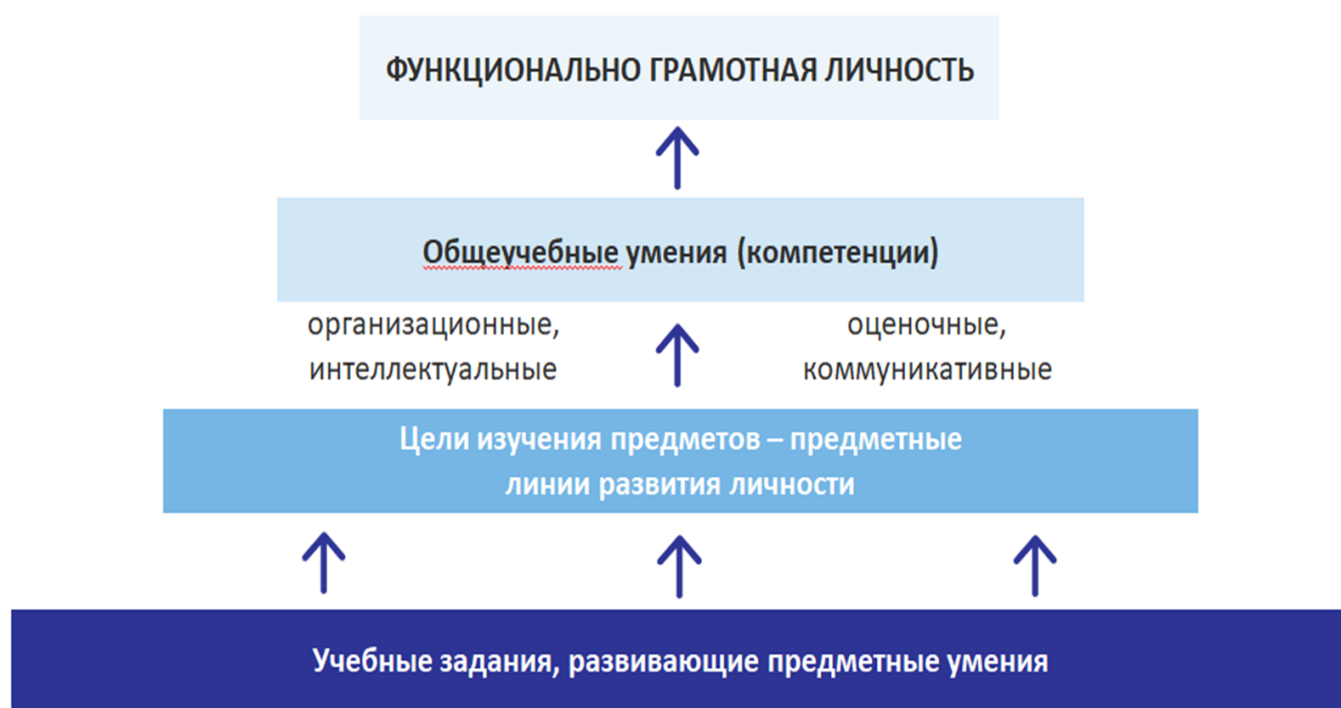 ФУНКЦИОНАЛЬНО ГРАМОТНАЯ ЛИЧНОСТЬ
Общеучебные умения (компетенции)
организационные,
интеллектуальные
оценочные,
коммуникативные
Цели изучения предметов – предметные
линии развития личности
Учебные задания, развивающие предметные умения